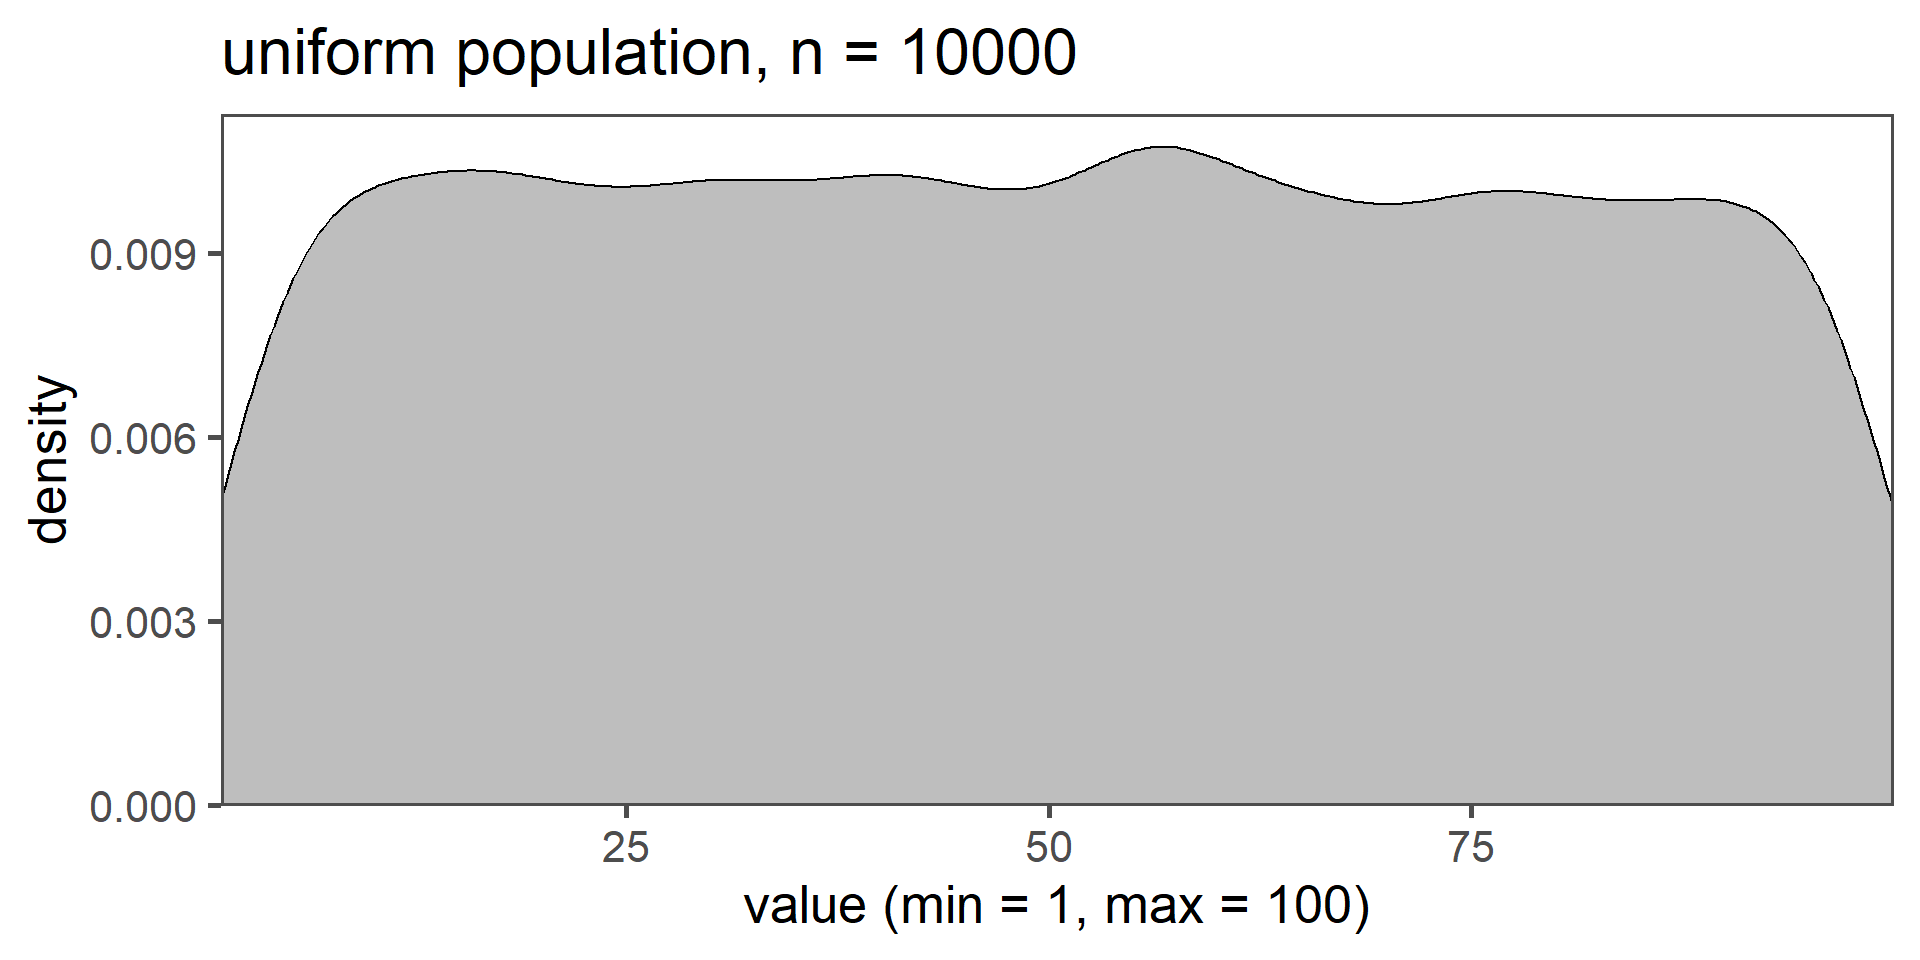 uniform population, n = 10000
density
0.009
0.006
0.003
0.000
25 50 75
value (min = 1, max = 100)